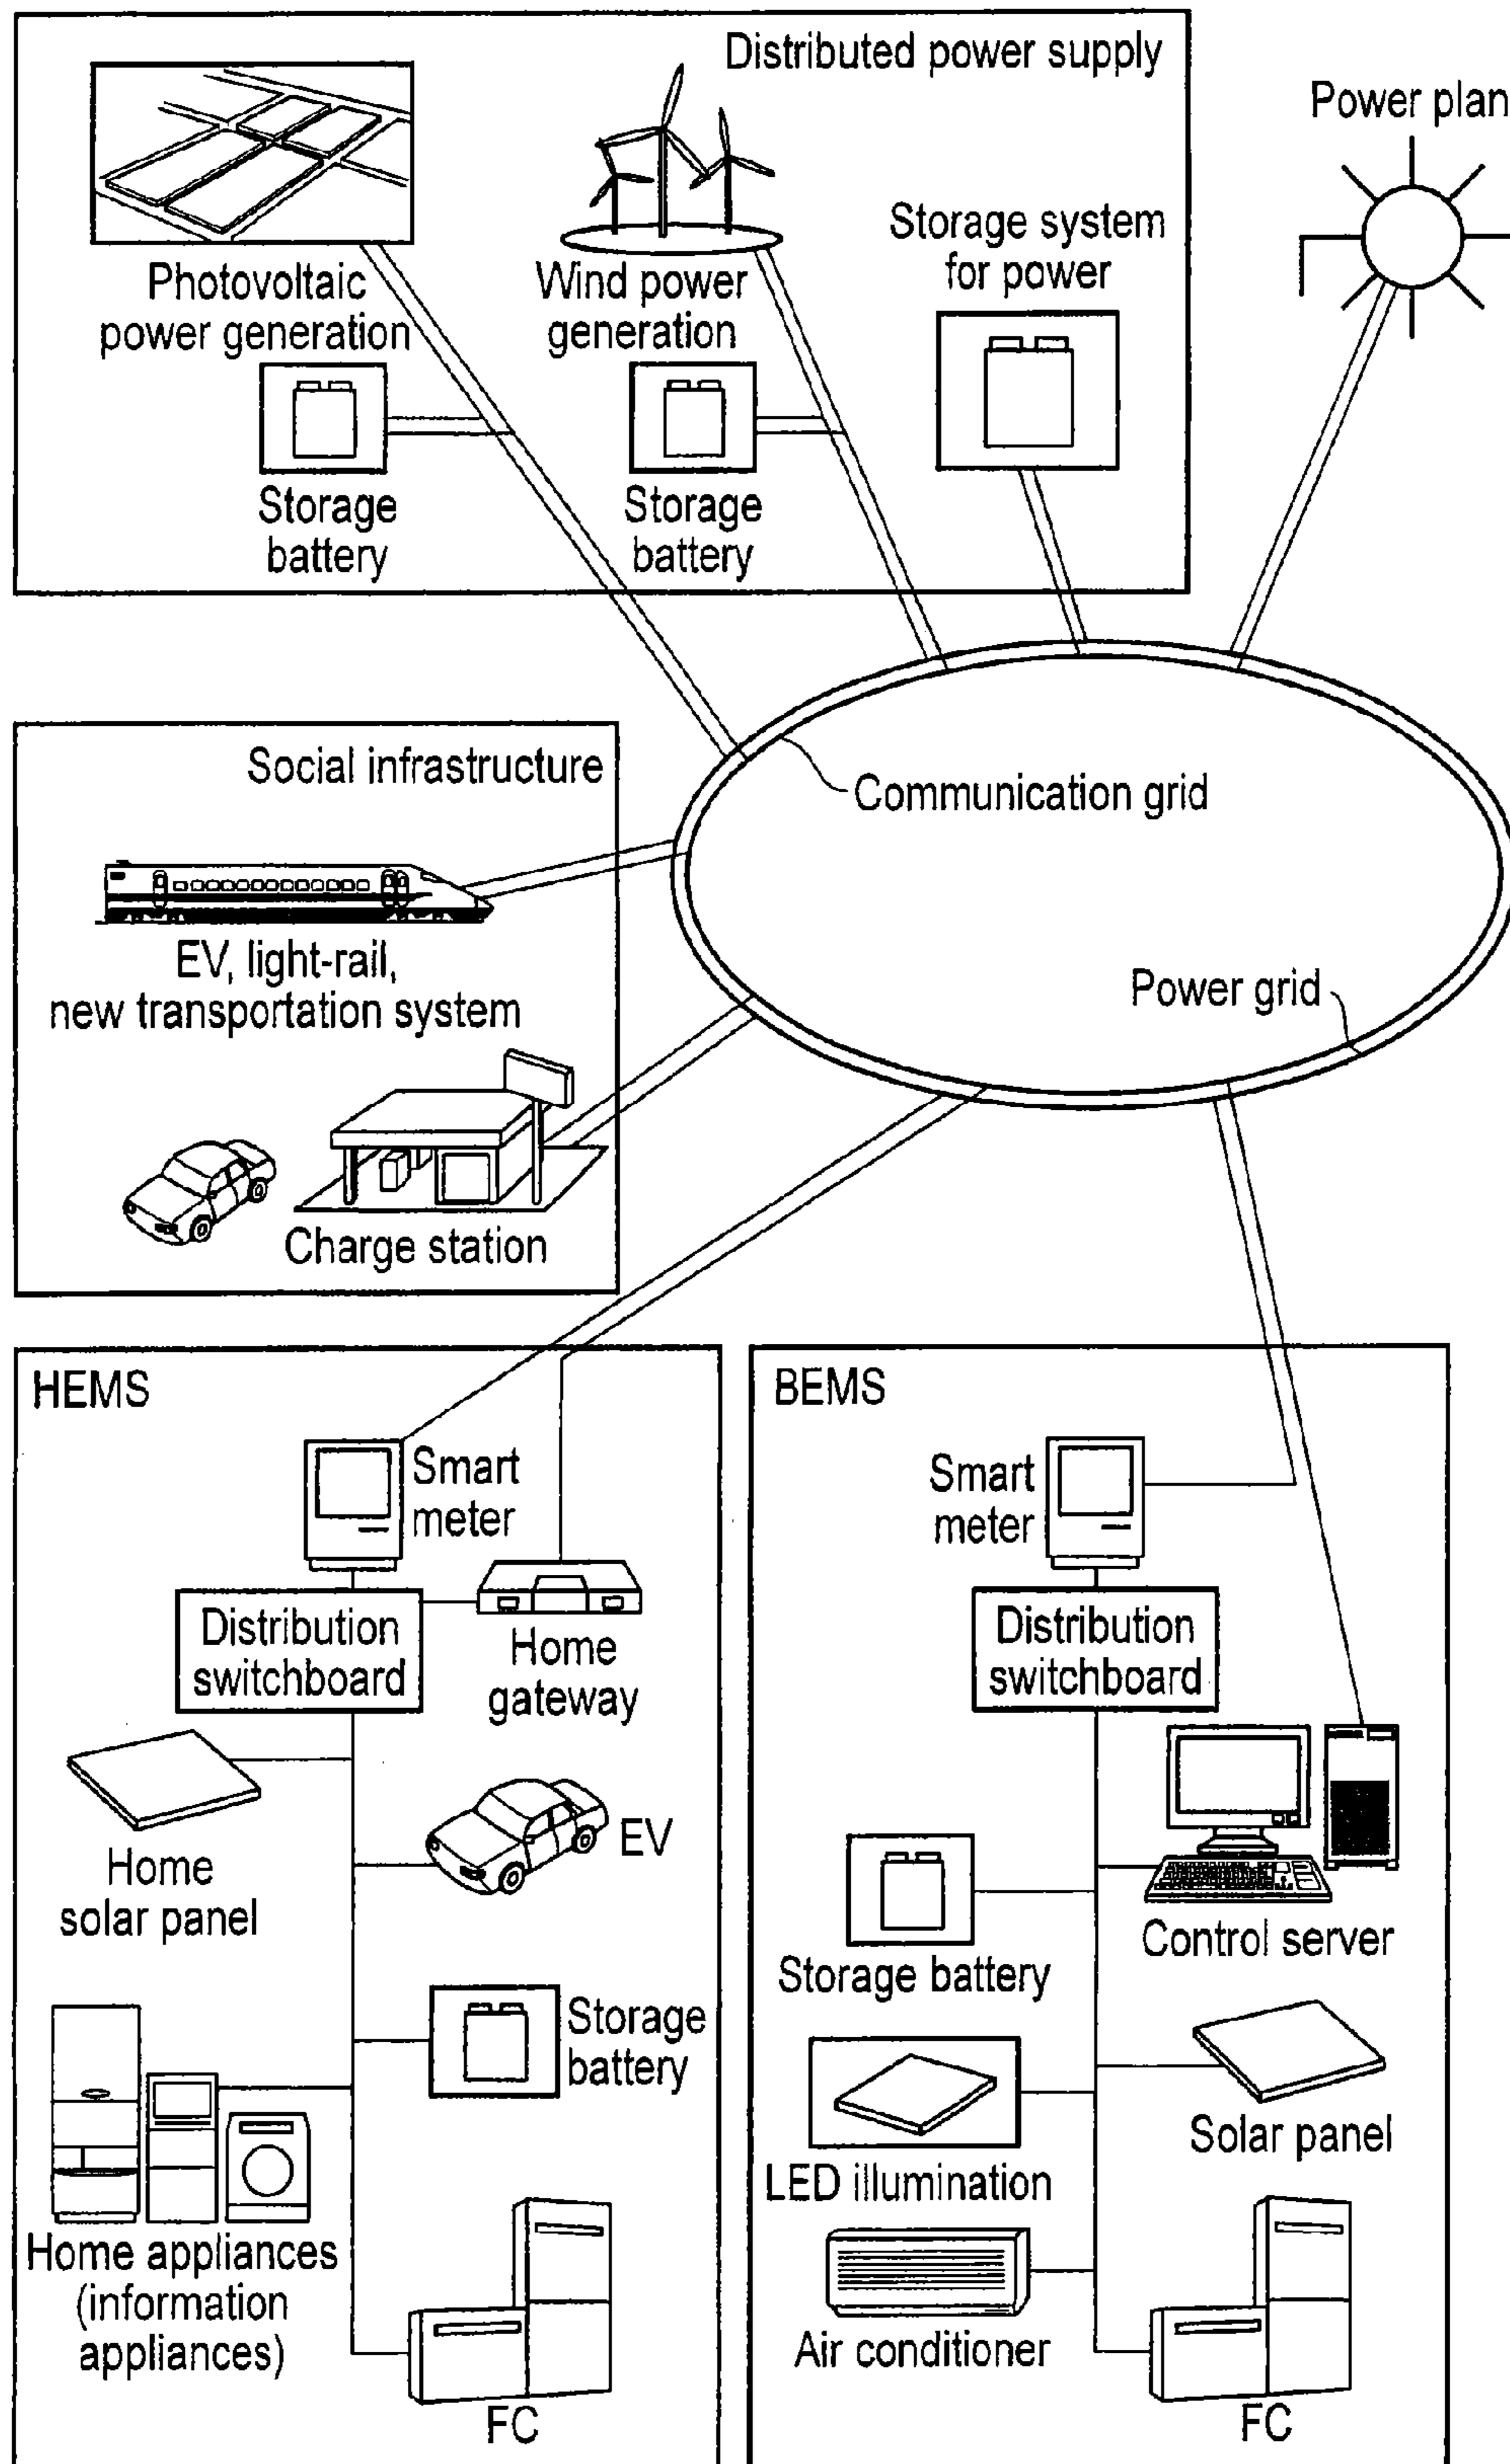 Distributed power supply
Power plan
Photovoltaic
power generation
Wind power
generation
Storage system
for power
Storage
battery
Storage
battery
Social infrastructure
Communication grid
EV, light-rail,
new transportation system
Power grid
Charge station
HEMS
Smart
meter
Distribution
switchboard
Home
gateway
Home
solar panel
EV
Storage
battery
Home appliances
(information
appliances)
FC
BEMS
Smart
meter
Distribution
switchboard
Control server
Storage battery
Solar panel
LED illumination
Air conditioner
FC